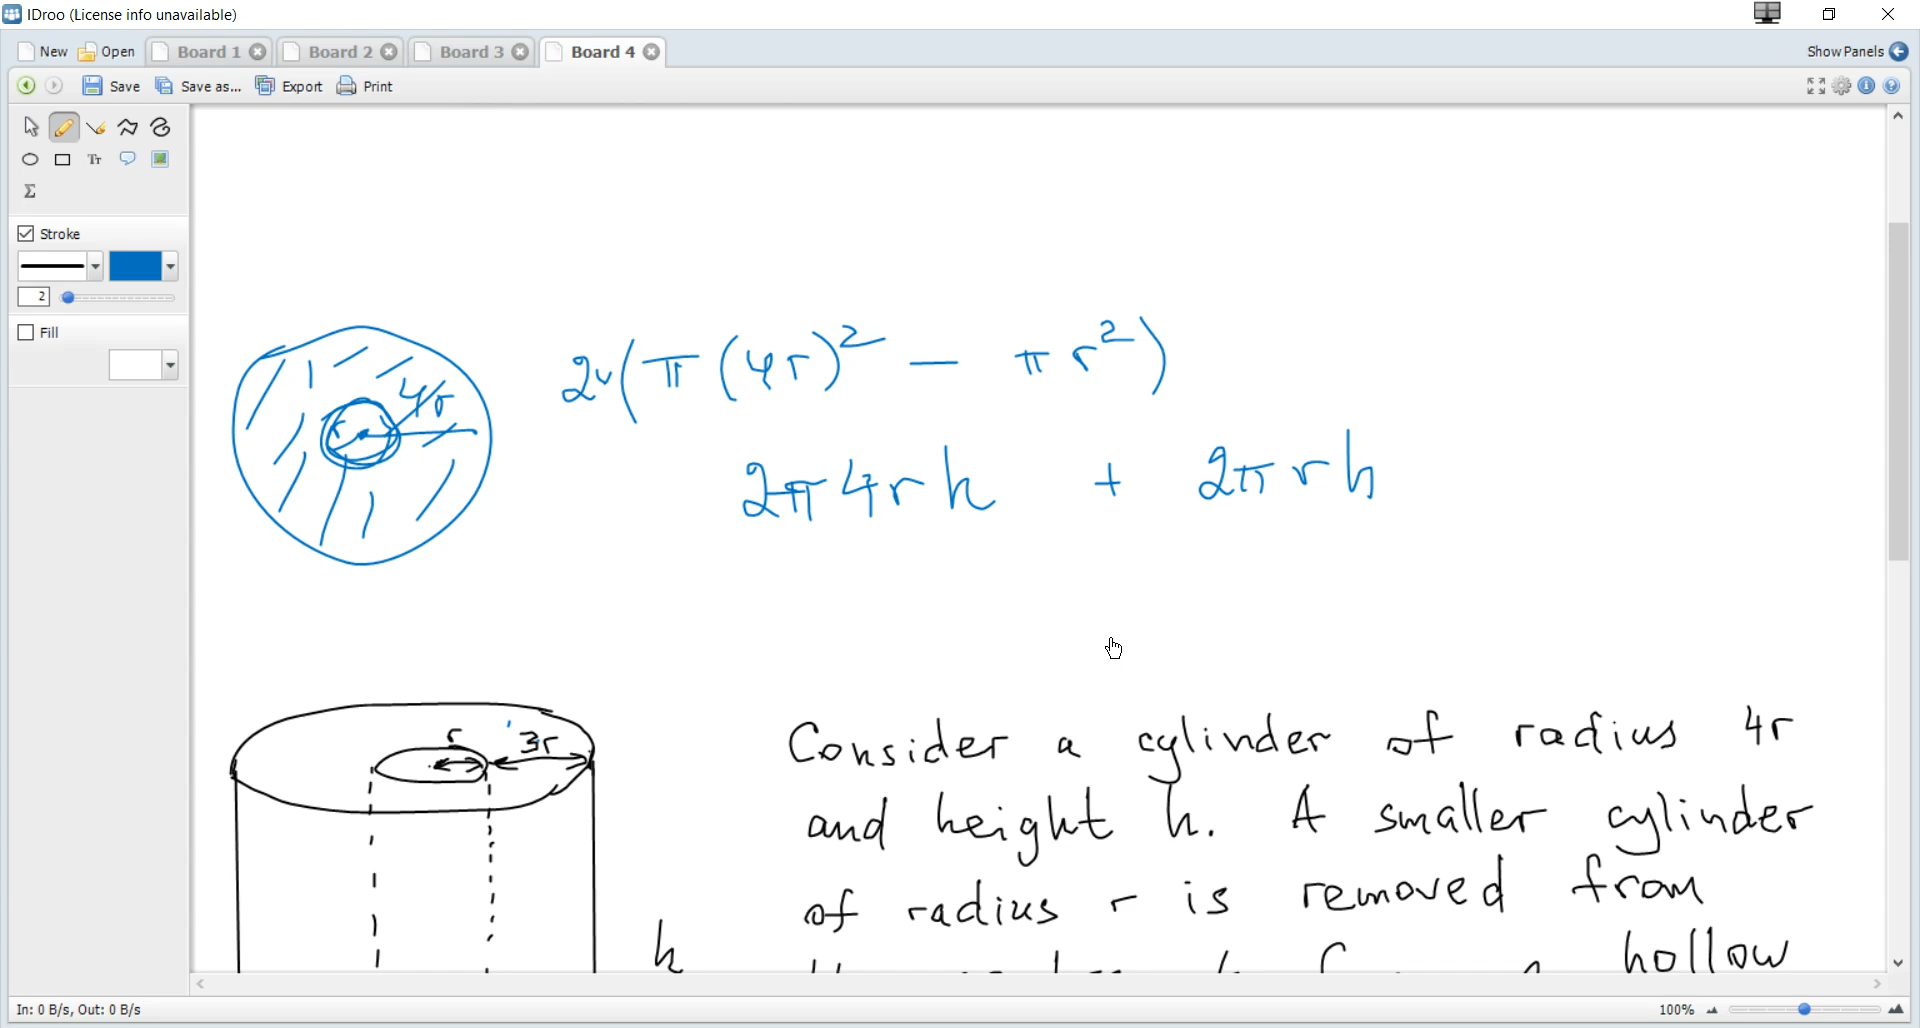 IDroo (License info unavailable)
New Open Board 1 Board 2 Board 3 Board 4 Show Panels
Save Save as... Export Print
Tr
Σ
Stroke
2
Fill
4r
r
2(π(4r)² − πr²)
2π4rh + 2πrh
r 3r
h
Consider a cylinder of radius 4r
and height h. A smaller cylinder
of radius r is removed from
hollow
In: 0 B/s, Out: 0 B/s 100%